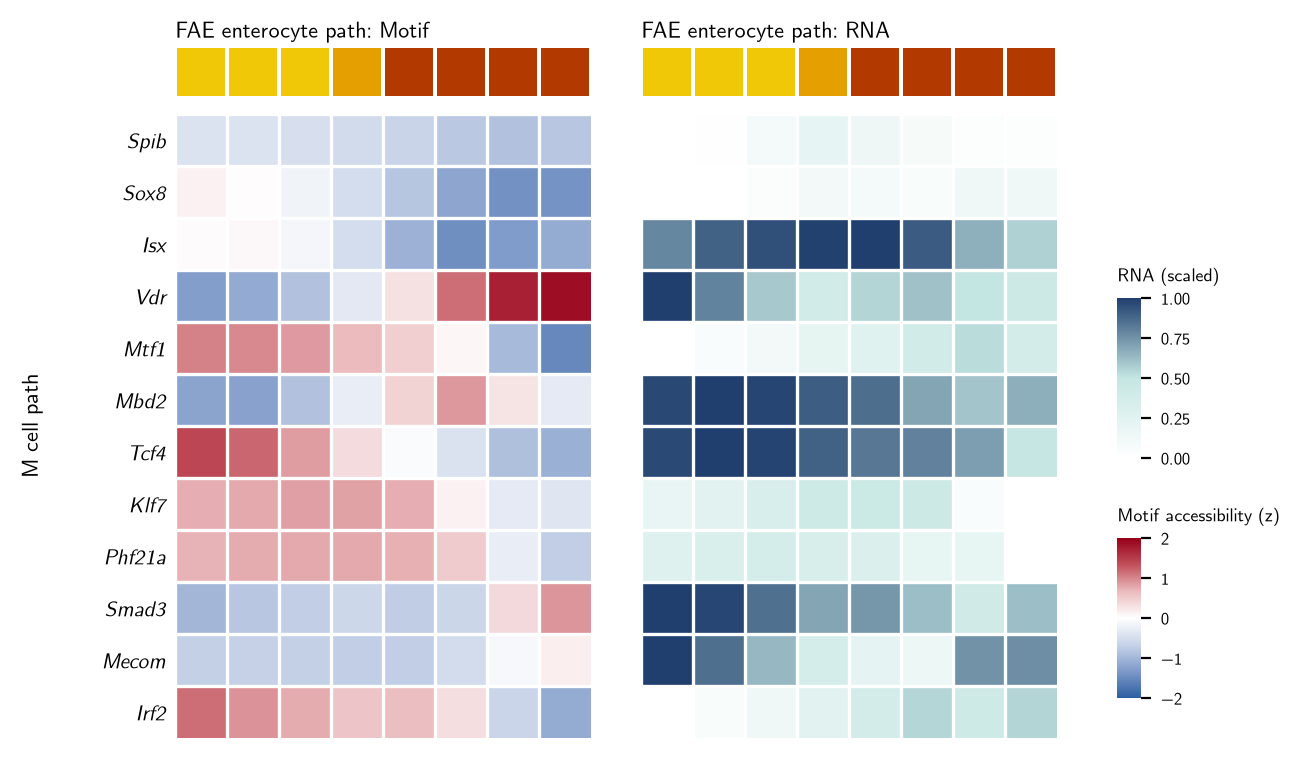 FAE enterocyte path: Motif
FAE enterocyte path: RNA
M cell path
Spib
Sox8
Isx
Vdr
Mtf1
Mbd2
Tcf4
Klf7
Phf21a
Smad3
Mecom
Irf2
RNA (scaled)
1.00
0.75
0.50
0.25
0.00
Motif accessibility (z)
2
1
0
−1
−2